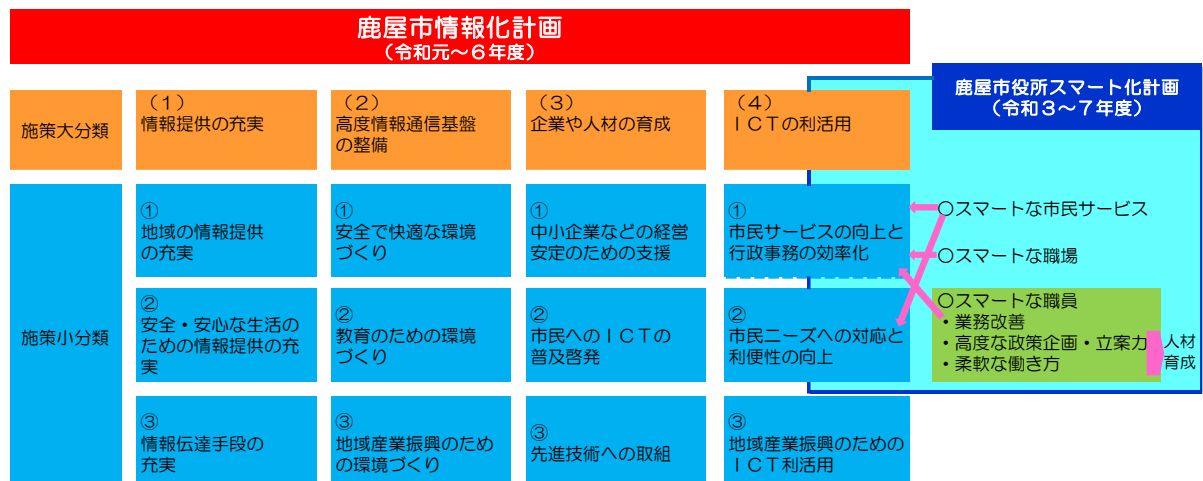 鹿屋市情報化計画
（令和元～６年度）
鹿屋市役所スマート化計画
（令和３～７年度）
施策大分類
（１）
情報提供の充実
（２）
高度情報通信基盤
の整備
（３）
企業や人材の育成
（４）
ＩＣＴの利活用
施策小分類
①
地域の情報提供
の充実
①
安全で快適な環境
づくり
①
中小企業などの経営
安定のための支援
①
市民サービスの向上と
行政事務の効率化
②
安全・安心な生活の
ための情報提供の充
実
②
教育のための環境
づくり
②
市民へのＩＣＴの
普及啓発
②
市民ニーズへの対応と
利便性の向上
③
情報伝達手段の
充実
③
地域産業振興のため
の環境づくり
③
先進技術への取組
③
地域産業振興のための
ＩＣＴ利活用
〇スマートな市民サービス
〇スマートな職場
〇スマートな職員
・業務改善
・高度な政策企画・立案力
・柔軟な働き方
人材
育成